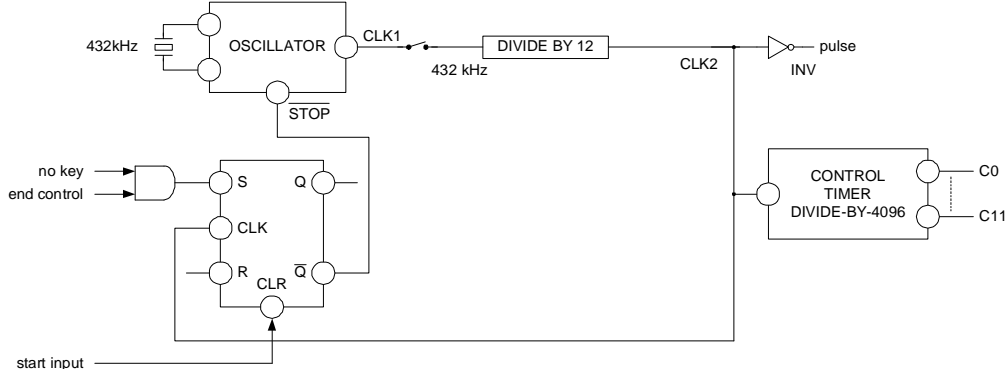 432kHz
OSCILLATOR
CLK1
432 kHz
DIVIDE BY 12
CLK2
INV
pulse
STOP
no key
end control
S
Q
CLK
R
Q
CLR
start input
CONTROL
TIMER
DIVIDE-BY-4096
C0
C11